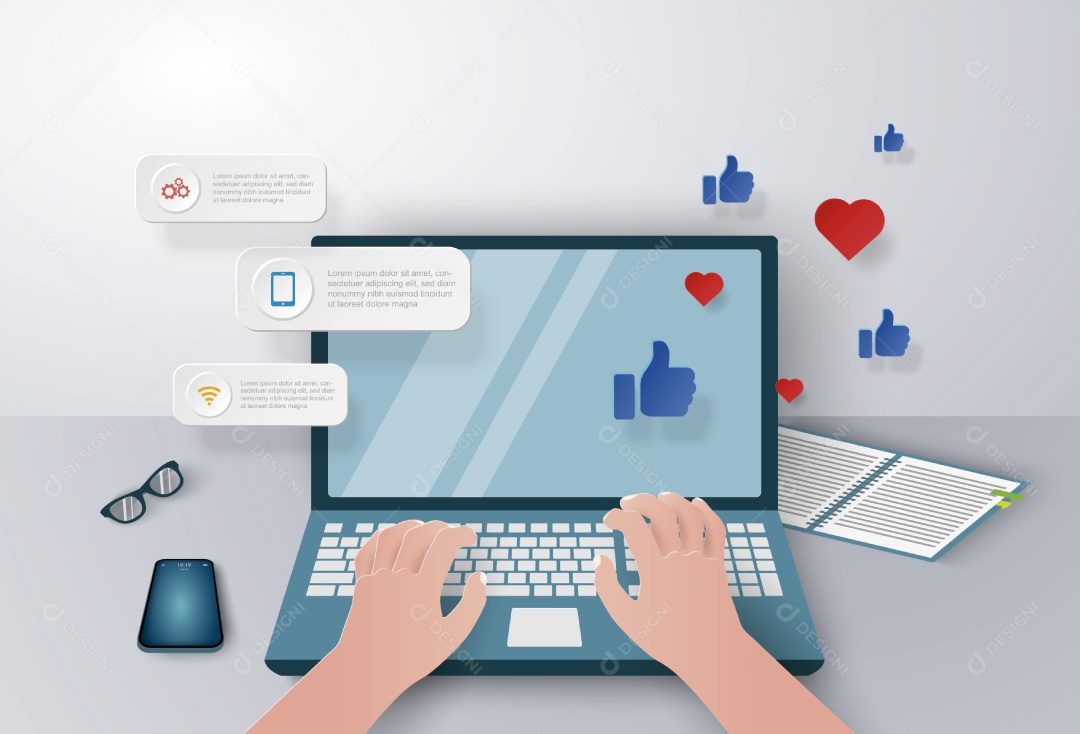 Lorem ipsum dolor sit amet, con-
sectetuer adipiscing elit, sed diam
nonummy nibh euismod tincidunt
ut laoreet dolore magna
Lorem ipsum dolor sit amet, con-
sectetuer adipiscing elit, sed diam
nonummy nibh euismod tincidunt
ut laoreet dolore magna
Lorem ipsum dolor sit amet, con-
sectetuer adipiscing elit, sed diam
nonummy nibh euismod tincidunt
ut laoreet dolore magna
19:19
DESIGNI